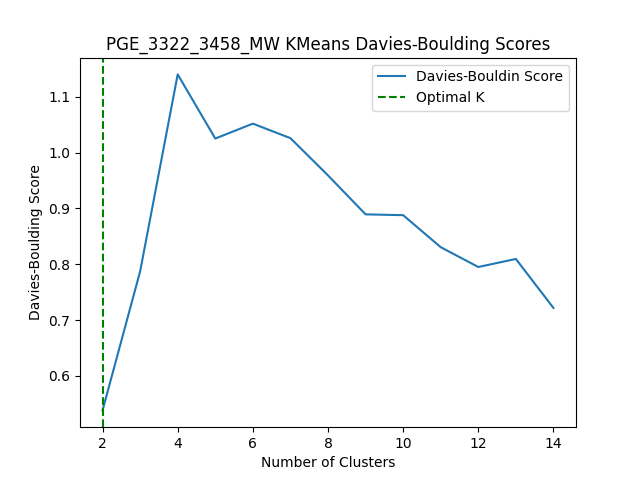 PGE_3322_3458_MW KMeans Davies-Boulding Scores
Davies-Bouldin Score
Optimal K
Davies-Boulding Score
1.1
1.0
0.9
0.8
0.7
0.6
2 4 6 8 10 12 14
Number of Clusters